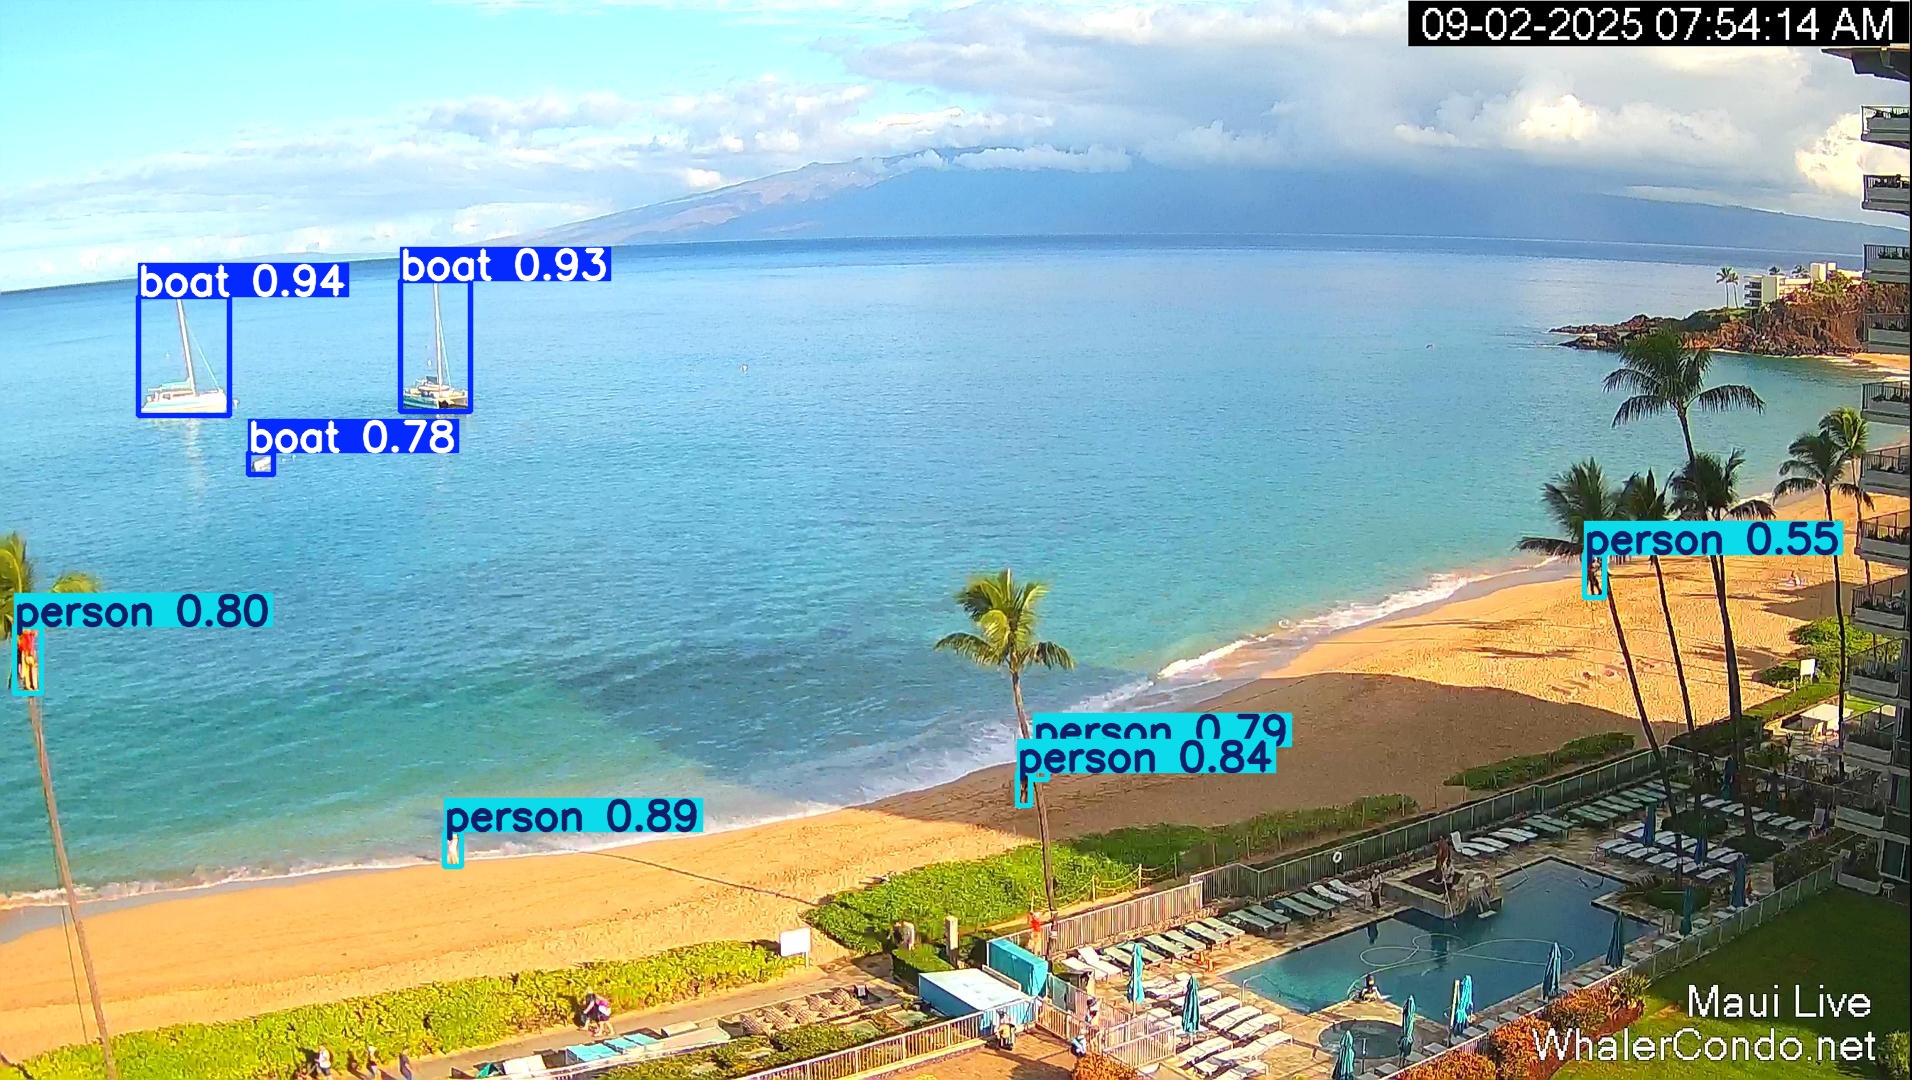 09-02-2025 07:54:14 AM
boat 0.94
boat 0.93
boat 0.78
person 0.55
person 0.80
person 0.79
person 0.84
person 0.89
Maui Live
WhalerCondo.net